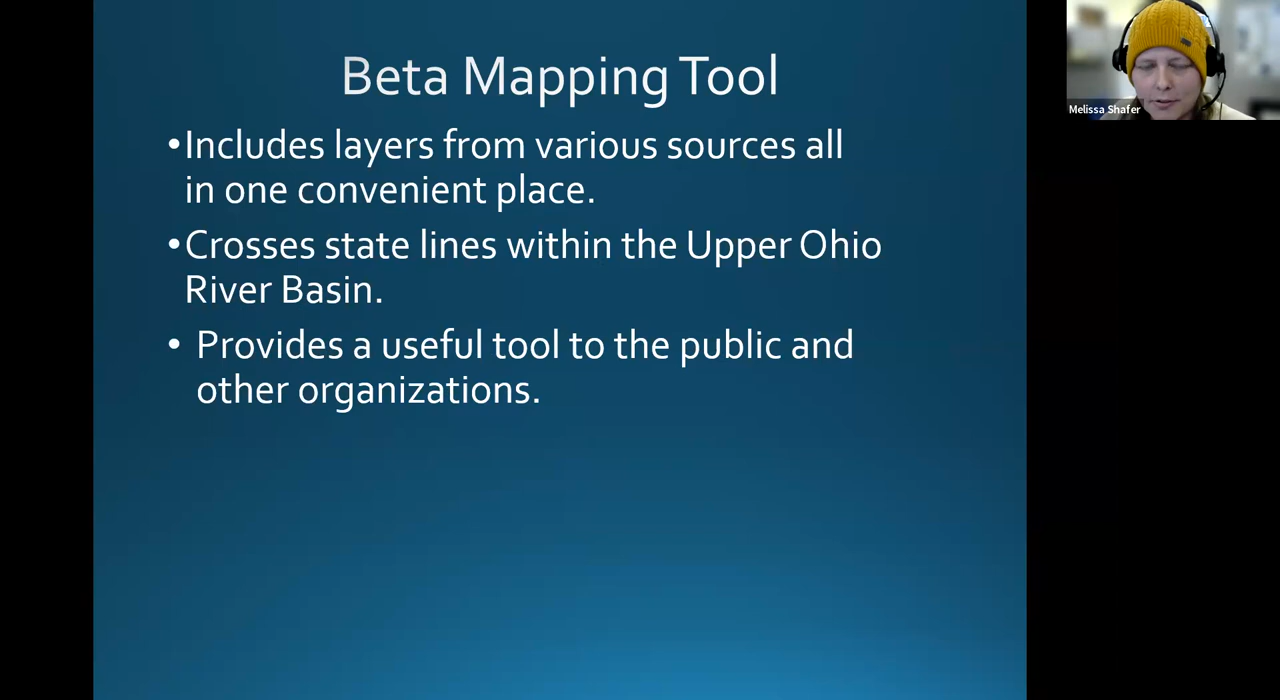 Beta Mapping Tool
•Includes layers from various sources all
in one convenient place.
•Crosses state lines within the Upper Ohio
River Basin.
• Provides a useful tool to the public and
other organizations.
Melissa Shafer